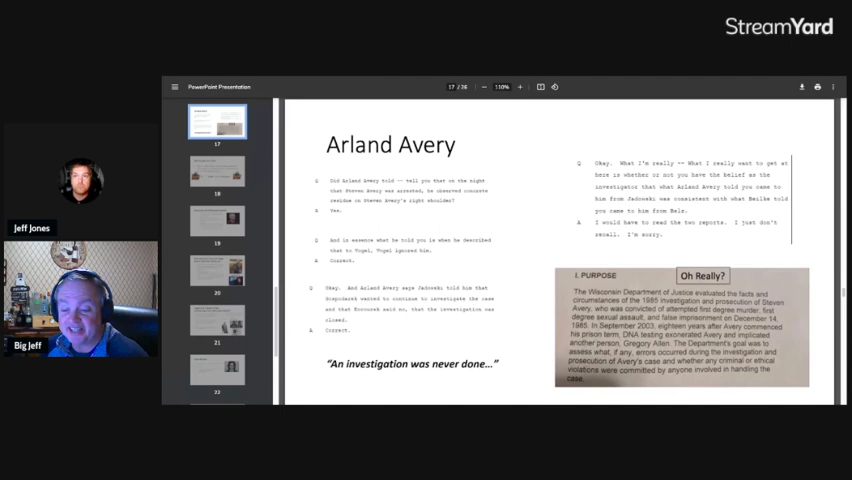 StreamYard
PowerPoint Presentation
17 / 26
110%
17
18
19
20
21
22
Jeff Jones
Big Jeff
Arland Avery
Q Did Arland Avery told -- tell you that on the night
that Steven Avery was arrested, he observed concrete
residue on Steven Avery's right shoulder?
A Yes.
Q And in essence what he told you is when he described
that to Vogel, Vogel ignored him.
A Correct.
Q Okay. And Arland Avery says Jadowski told him that
wanted to continue to investigate the case
and that Kocourek said no, that the investigation was
closed.
A Correct.
“An investigation was never done...”
Q Okay. What I'm really -- What I really want to get at
here is whether or not you have the belief as the
investigator that what Arland Avery told you came to
him from Jadowski was consistent with what Beilke told
you came to him from Belz.
A I would have to read the two reports. I just don't
recall. I'm sorry.
I. PURPOSE
Oh Really?
The Wisconsin Department of Justice evaluated the facts and
circumstances of the 1985 investigation and prosecution of Steven
Avery, who was convicted of attempted first degree murder, first
degree sexual assault, and false imprisonment on December 14,
1985. In September 2003, eighteen years after Avery commenced
his prison term, DNA testing exonerated Avery and implicated
another person, Gregory Allen. The Department's goal was to
assess what, if any, errors occurred during the investigation and
prosecution of Avery's case and whether any criminal or ethical
violations were committed by anyone involved in handling the
case.